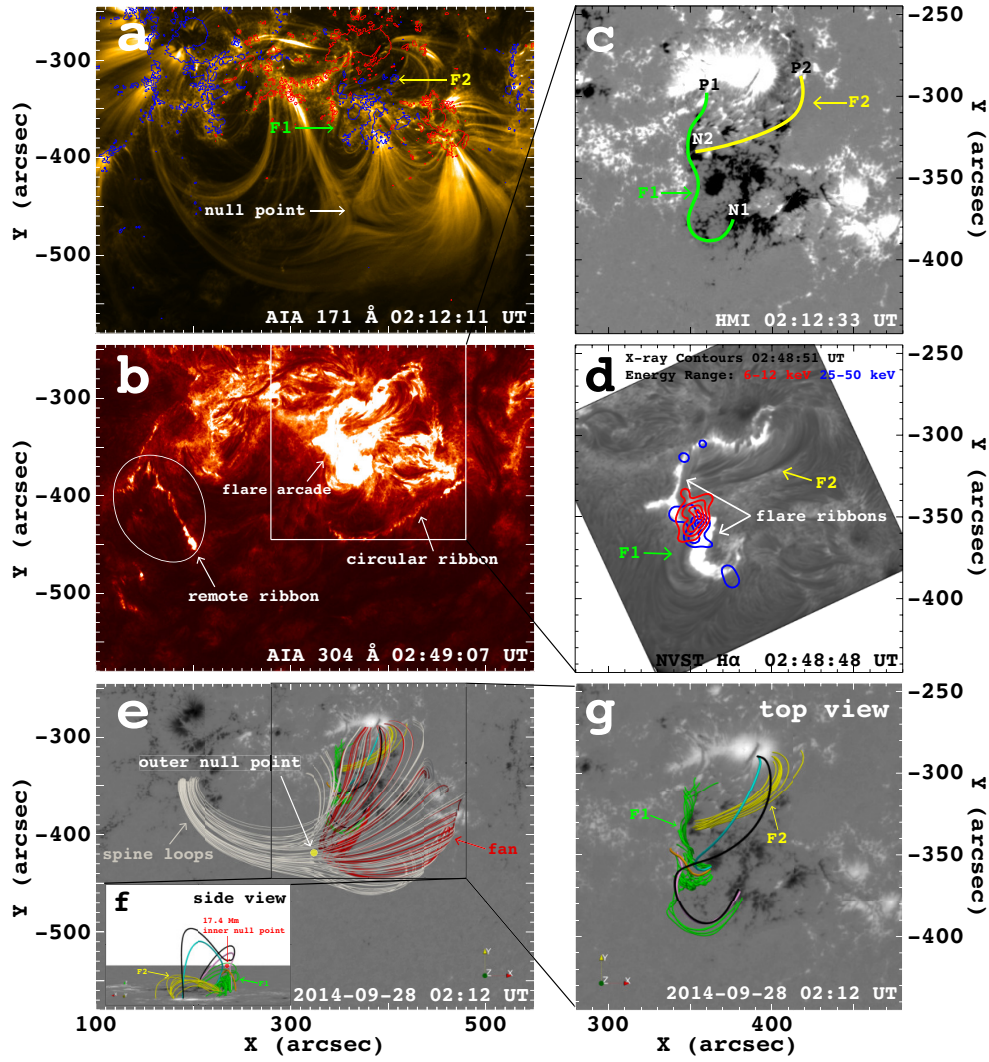 a
F2
F1
null point
AIA 171 Å 02:12:11 UT
-300
-400
-500
Y (arcsec)
c
P1
P2
F2
N2
F1
N1
HMI 02:12:33 UT
-250
-300
-350
-400
Y (arcsec)
b
flare arcade
circular ribbon
remote ribbon
AIA 304 Å 02:49:07 UT
-300
-400
-500
Y (arcsec)
d
X-ray Contours 02:48:51 UT
Energy Range: 6-12 keV 25-50 keV
F2
flare ribbons
F1
NVST Hα 02:48:48 UT
-250
-300
-350
-400
Y (arcsec)
e
outer null point
spine loops
fan
2014-09-28 02:12 UT
-300
-400
-500
Y (arcsec)
Y
Z
X
f
side view
17.4 Mm
inner null point
F2
F1
100
200
300
400
500
X (arcsec)
g
top view
F1
F2
Y
Z
X
2014-09-28 02:12 UT
-250
-300
-350
-400
Y (arcsec)
300
400
X (arcsec)